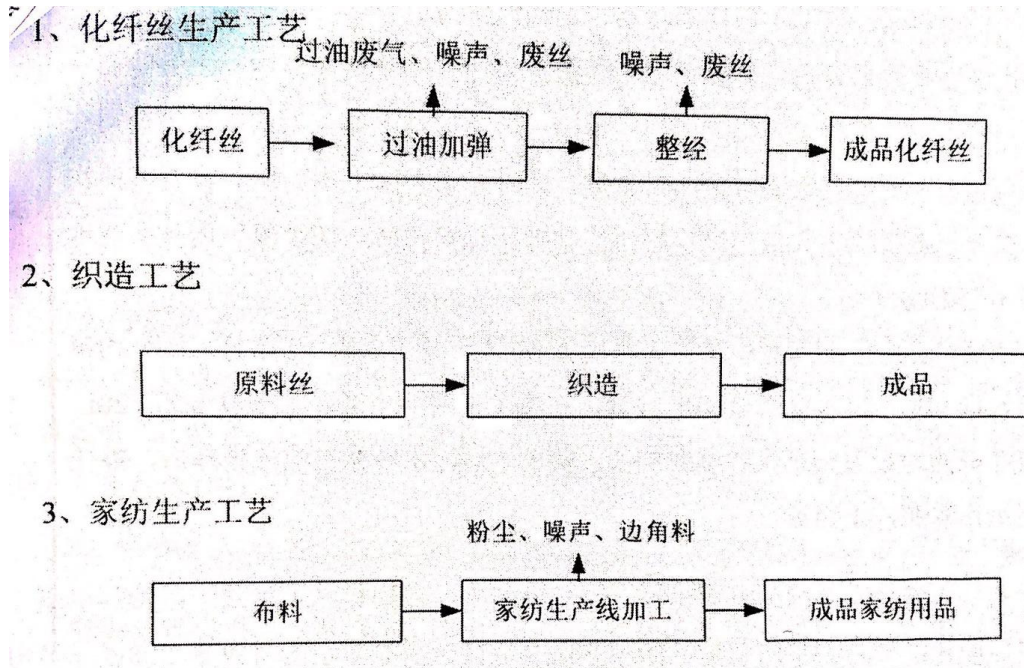 1、化纤丝生产工艺
过油废气、噪声、废丝
噪声、废丝
化纤丝
过油加弹
整经
成品化纤丝
2、织造工艺
原料丝
织造
成品
3、家纺生产工艺
粉尘、噪声、边角料
布料
家纺生产线加工
成品家纺用品